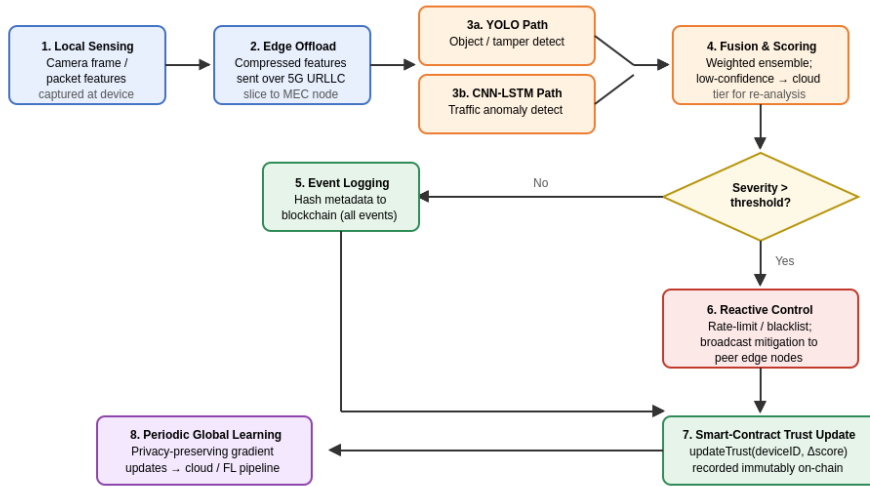 1. Local Sensing
Camera frame /
packet features
captured at device
2. Edge Offload
Compressed features
sent over 5G URLLC
slice to MEC node
3a. YOLO Path
Object / tamper detect
3b. CNN-LSTM Path
Traffic anomaly detect
4. Fusion & Scoring
Weighted ensemble;
low-confidence → cloud
tier for re-analysis
Severity >
threshold?
No
Yes
5. Event Logging
Hash metadata to
blockchain (all events)
6. Reactive Control
Rate-limit / blacklist;
broadcast mitigation to
peer edge nodes
7. Smart-Contract Trust Update
updateTrust(deviceID, Δscore)
recorded immutably on-chain
8. Periodic Global Learning
Privacy-preserving gradient
updates → cloud / FL pipeline